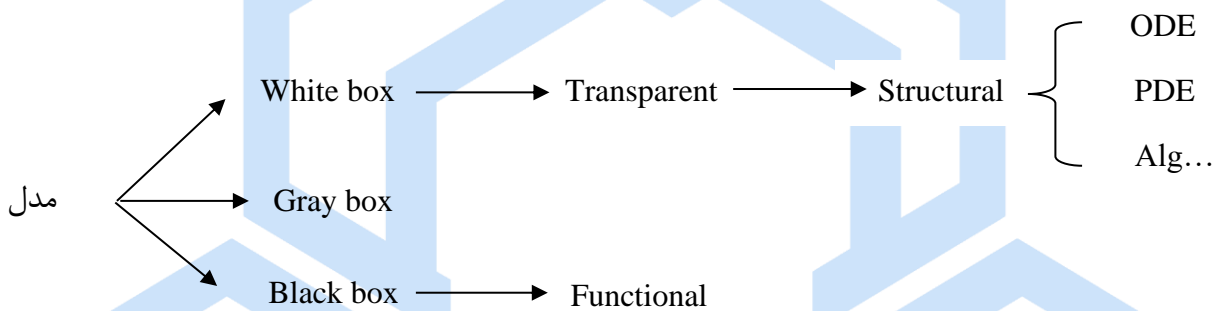 ODE
White box Transparent Structural PDE
Alg…
مدل Gray box
Black box Functional